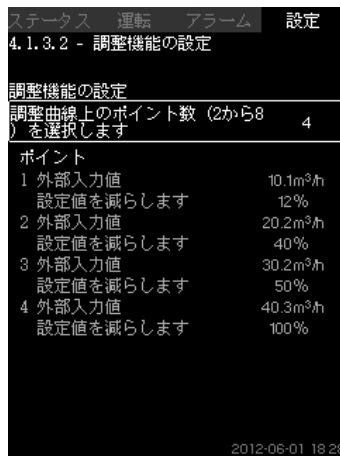 ステータス 運転 アラーム 設定
4.1.3.2 - 調整機能の設定
調整機能の設定
調整曲線上のポイント数 (2から8
) を選択します 4
ポイント
1 外部入力値 10.1m³/h
設定値を減らします 12%
2 外部入力値 20.2m³/h
設定値を減らします 40%
3 外部入力値 30.2m³/h
設定値を減らします 50%
4 外部入力値 40.3m³/h
設定値を減らします 100%
2012-06-01 18:28